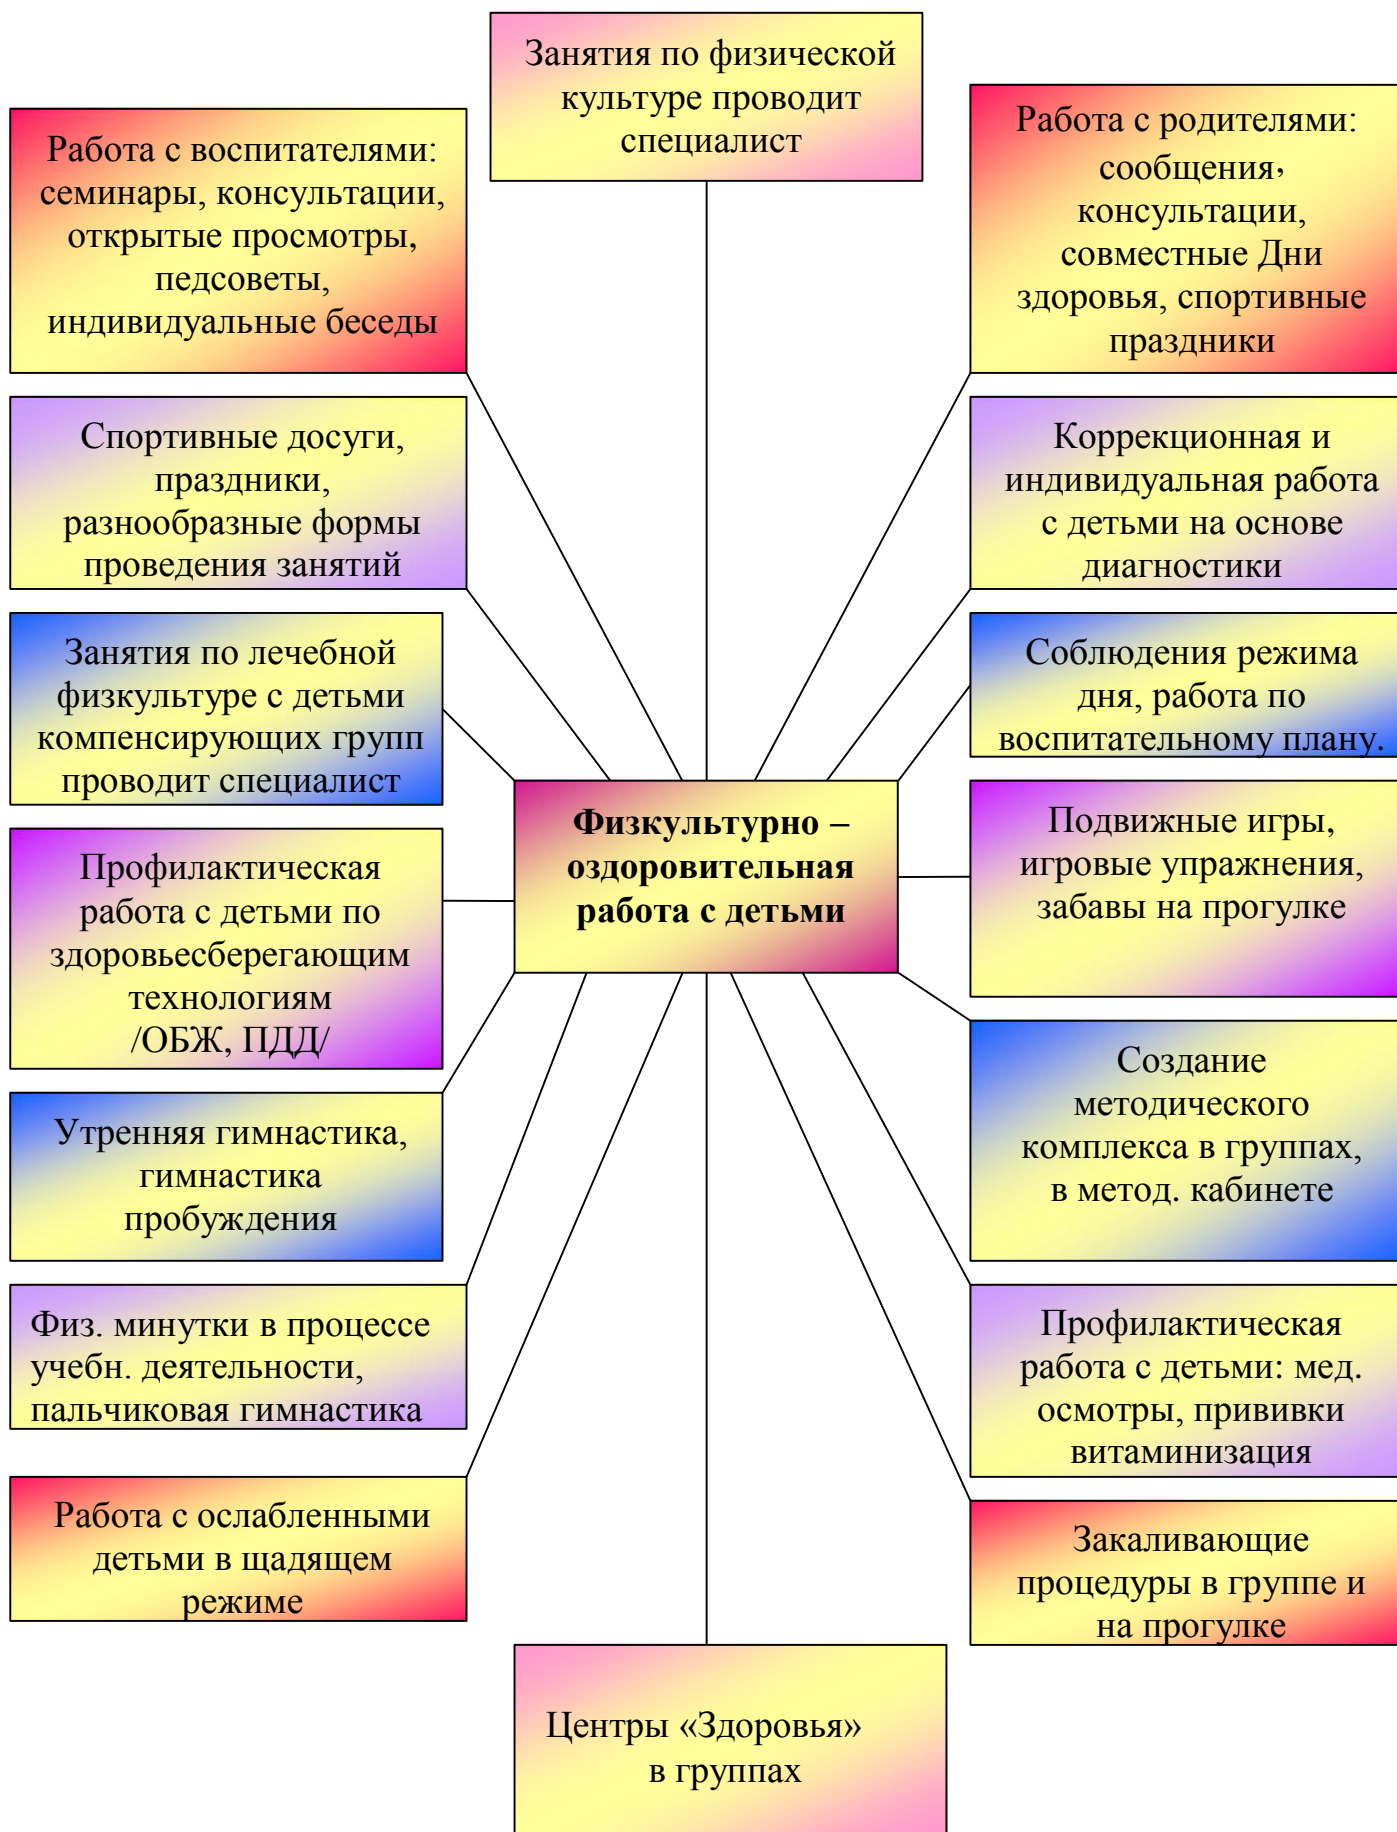 Занятия по физической
культуре проводит
специалист
Работа с воспитателями:
семинары, консультации,
открытые просмотры,
педсоветы,
индивидуальные беседы
Работа с родителями:
сообщения,
консультации,
совместные Дни
здоровья, спортивные
праздники
Спортивные досуги,
праздники,
разнообразные формы
проведения занятий
Коррекционная и
индивидуальная работа
с детьми на основе
диагностики
Занятия по лечебной
физкультуре с детьми
компенсирующих групп
проводит специалист
Соблюдения режима
дня, работа по
воспитательному плану.
Физкультурно –
оздоровительная
работа с детьми
Подвижные игры,
игровые упражнения,
забавы на прогулке
Профилактическая
работа с детьми по
здоровьесберегающим
технологиям
/ОБЖ, ПДД/
Создание
методического
комплекса в группах,
в метод. кабинете
Утренняя гимнастика,
гимнастика
пробуждения
Физ. минутки в процессе
учебн. деятельности,
пальчиковая гимнастика
Профилактическая
работа с детьми: мед.
осмотры, прививки
витаминизация
Работа с ослабленными
детьми в щадящем
режиме
Закаливающие
процедуры в группе и
на прогулке
Центры «Здоровья»
в группах